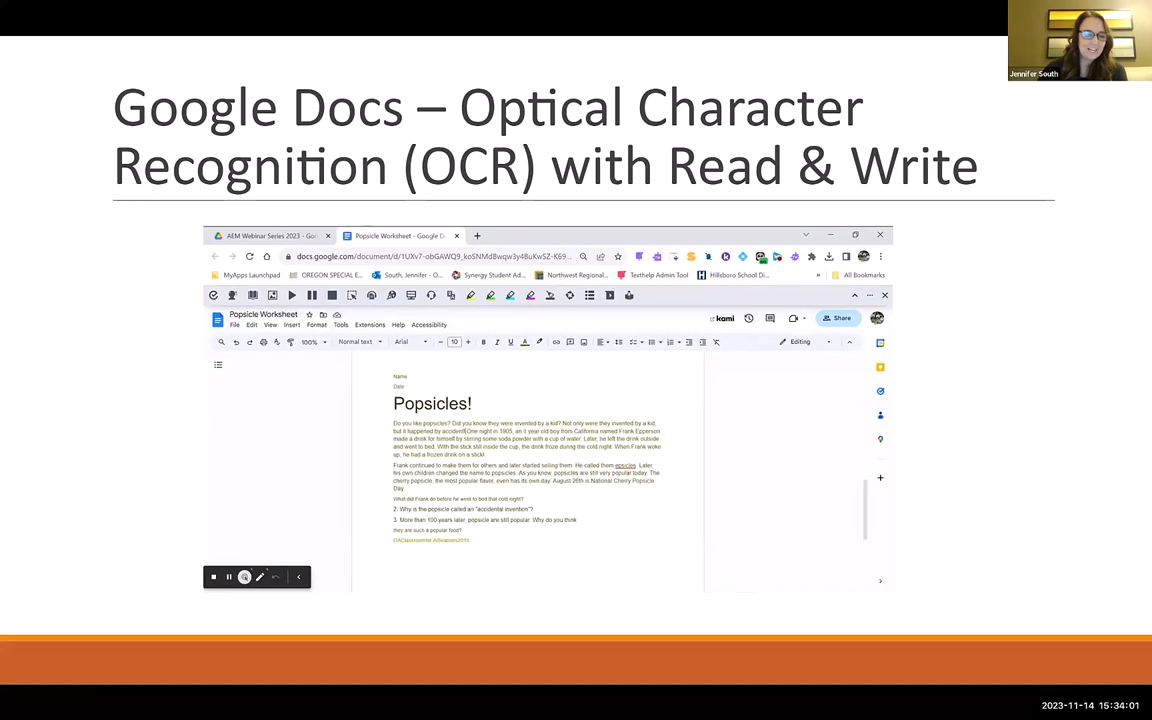 Jennifer South
Google Docs – Optical Character
Recognition (OCR) with Read & Write
AEM Webinar Series 2023 - Goo
Popsicle Worksheet - Google D
docs.google.com/document/d/1UXv7-obGAWQ9_koSNMdBwqw3y4BuKwSZ-K69...
MyApps Launchpad
OREGON SPECIAL E...
South, Jennifer - O...
Synergy Student Ad...
Northwest Regional...
Texthelp Admin Tool
Hillsboro School Di...
»
All Bookmarks
Popsicle Worksheet
kami
Share
File Edit View Insert Format Tools Extensions Help Accessibility
100% Normal text Arial 10 B I U A Editing
Name
Date
Popsicles!
Do you like popsicles? Did you know they were invented by a kid? Not only were they invented by a kid,
but it happened by accident! One night in 1905, an 11 year old boy from California named Frank Epperson
made a drink for himself by stirring some soda powder with a cup of water. Later, he left the drink outside
and went to bed. With the stick still inside the cup, the drink froze during the cold night. When Frank woke
up, he had a frozen drink on a stick!
Frank continued to make them for others and later started selling them. He called them epsicles. Later,
his own children changed the name to popsicles. As you know, popsicles are still very popular today. The
cherry popsicle, the most popular flavor, even has its own day. August 26th is National Cherry Popsicle
Day.
What did Frank do before he went to bed that cold night?
2. Why is the popsicle called an "accidental invention"?
3. More than 100 years later, popsicle are still popular. Why do you think
they are such a popular food?
2023-11-14 15:34:01